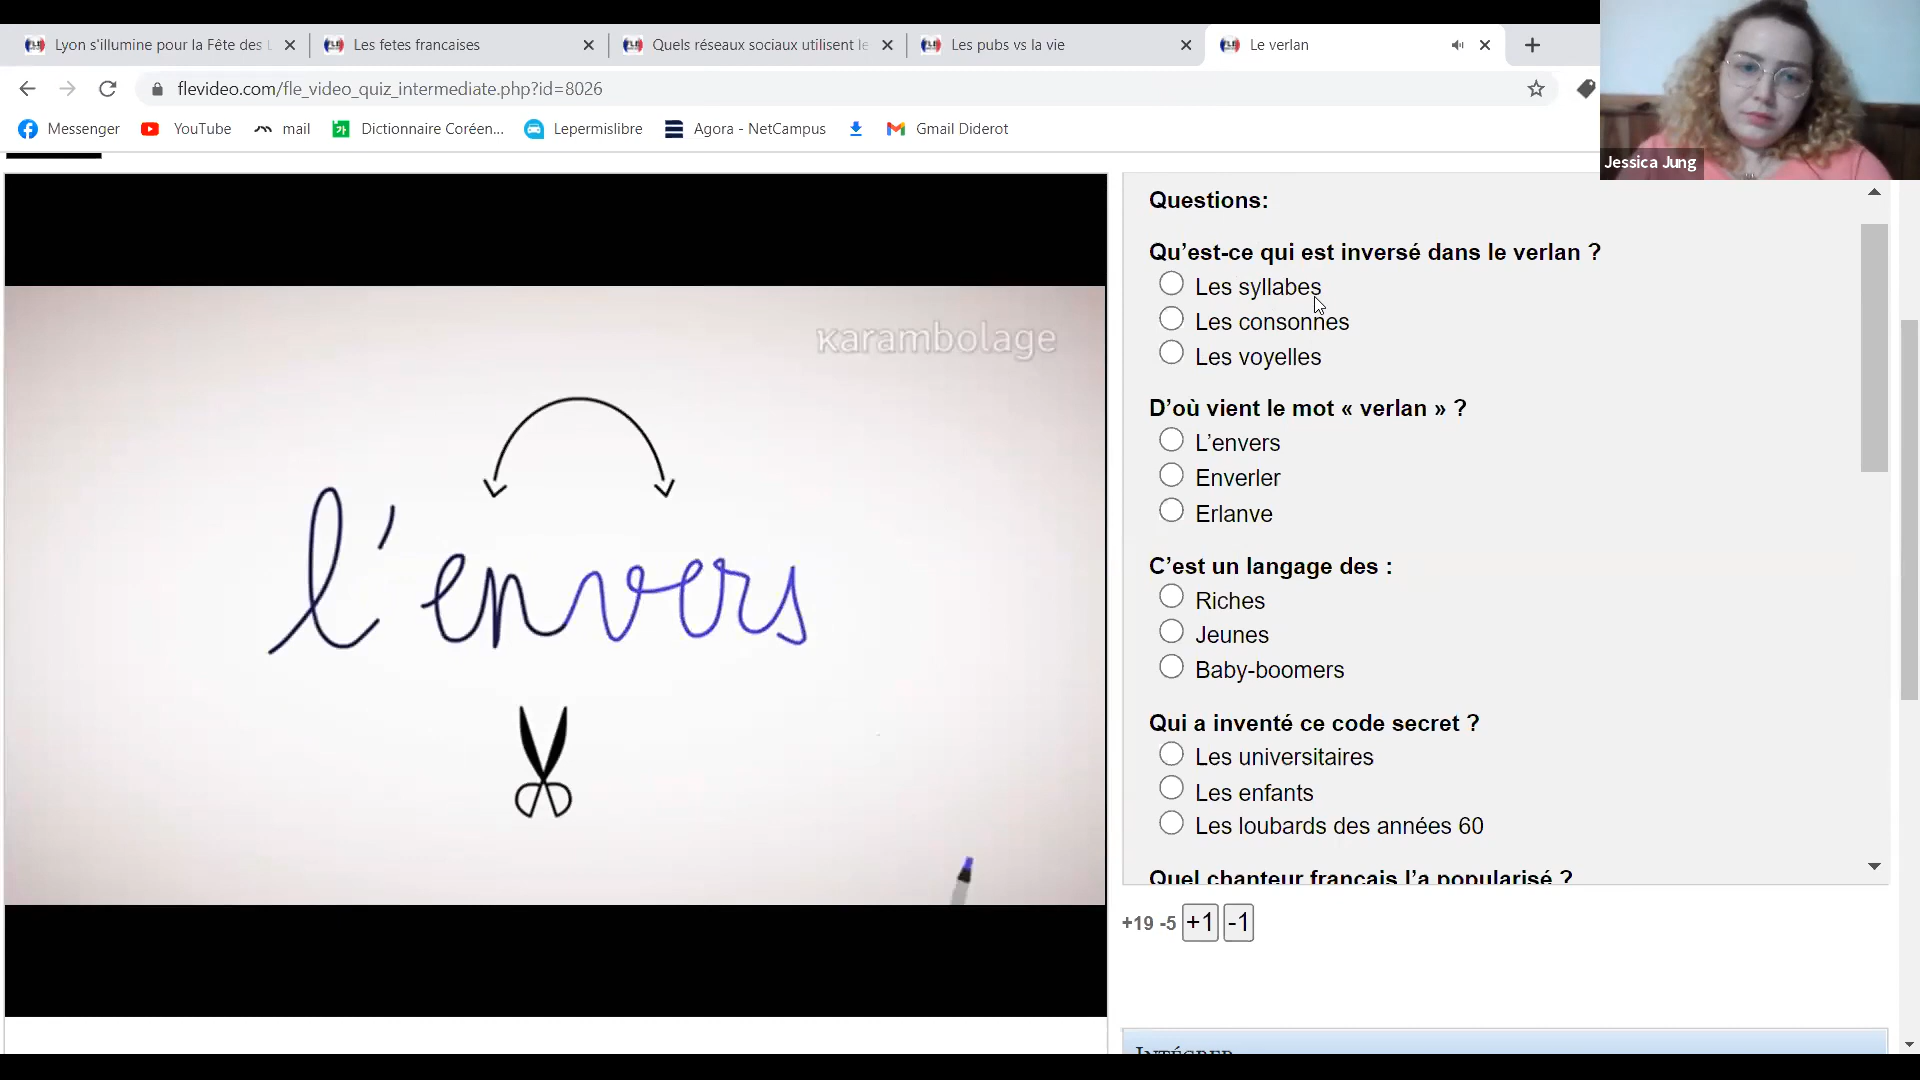 Lyon s'illumine pour la Fête des L
Les fetes francaises
Quels réseaux sociaux utilisent le
Les pubs vs la vie
Le verlan
flevideo.com/fle_video_quiz_intermediate.php?id=8026
Messenger
YouTube
mail
Dictionnaire Coréen...
Lepermislibre
Agora - NetCampus
Gmail Diderot
Jessica Jung
karambolage
l'envers
Questions:
Qu’est-ce qui est inversé dans le verlan ?
Les syllabes
Les consonnes
Les voyelles
D’où vient le mot « verlan » ?
L’envers
Enverler
Erlanve
C’est un langage des :
Riches
Jeunes
Baby-boomers
Qui a inventé ce code secret ?
Les universitaires
Les enfants
Les loubards des années 60
Quel chanteur français l’a popularisé ?
+19 -5 +1 -1
INTÉGRER